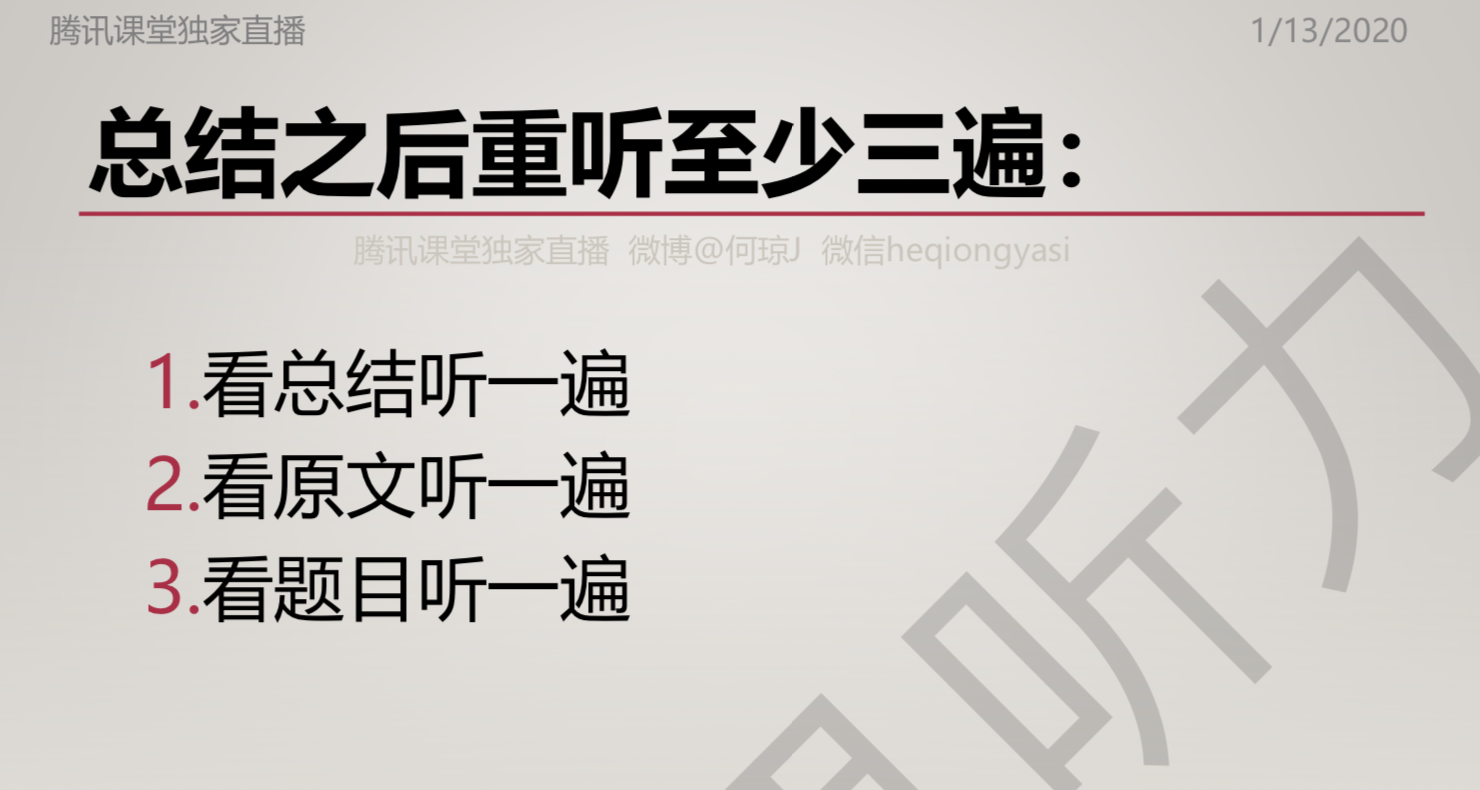 腾讯课堂独家直播 1/13/2020
总结之后重听至少三遍：
腾讯课堂独家直播 微博@何琼J 微信heqiongyasi
1.看总结听一遍
2.看原文听一遍
3.看题目听一遍
听力